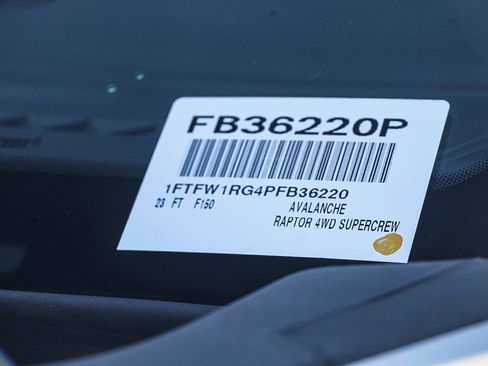 FB36220P
1FTFW1RG4PFB36220
23 FT F150 AVALANCHE
RAPTOR 4WD SUPERCREW